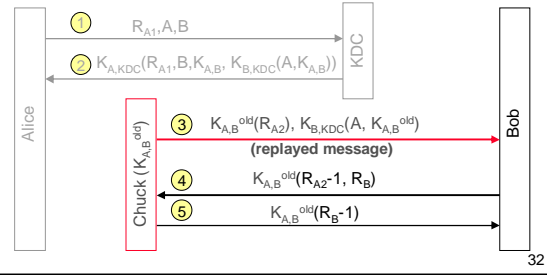 1 R_A1,A,B
2 K_A,KDC(R_A1,B,K_A,B, K_B,KDC(A,K_A,B))
KDC
Alice
Chuck (K_A,B^old)
Bob
3 K_A,B^old(R_A2), K_B,KDC(A, K_A,B^old)
(replayed message)
4 K_A,B^old(R_A2-1, R_B)
5 K_A,B^old(R_B-1)
32